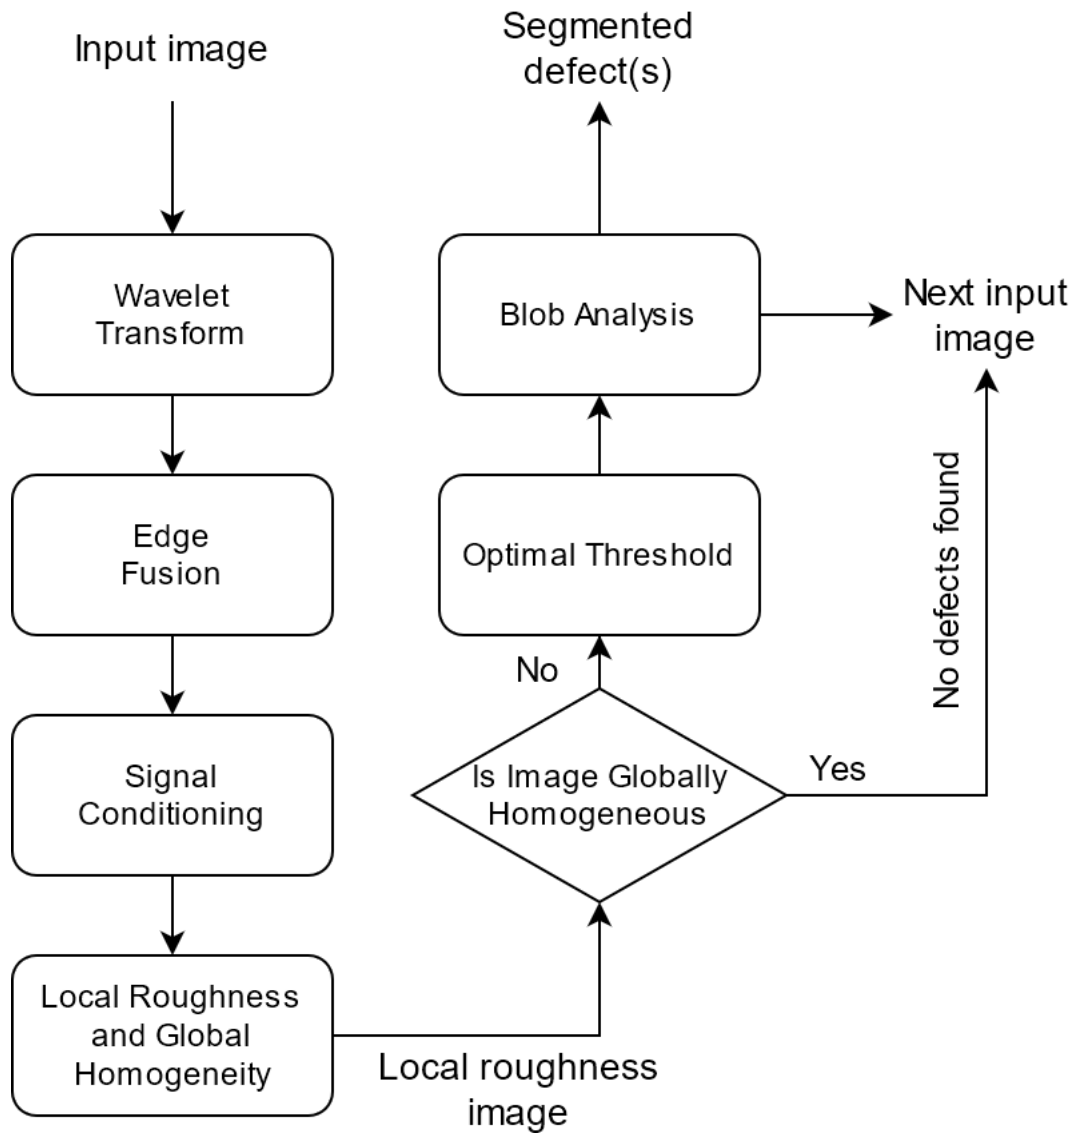 Input image
Wavelet
Transform
Edge
Fusion
Signal
Conditioning
Local Roughness
and Global
Homogeneity
Local roughness
image
Is Image Globally
Homogeneous
No
Yes
Optimal Threshold
Blob Analysis
Segmented
defect(s)
No defects found
Next input
image